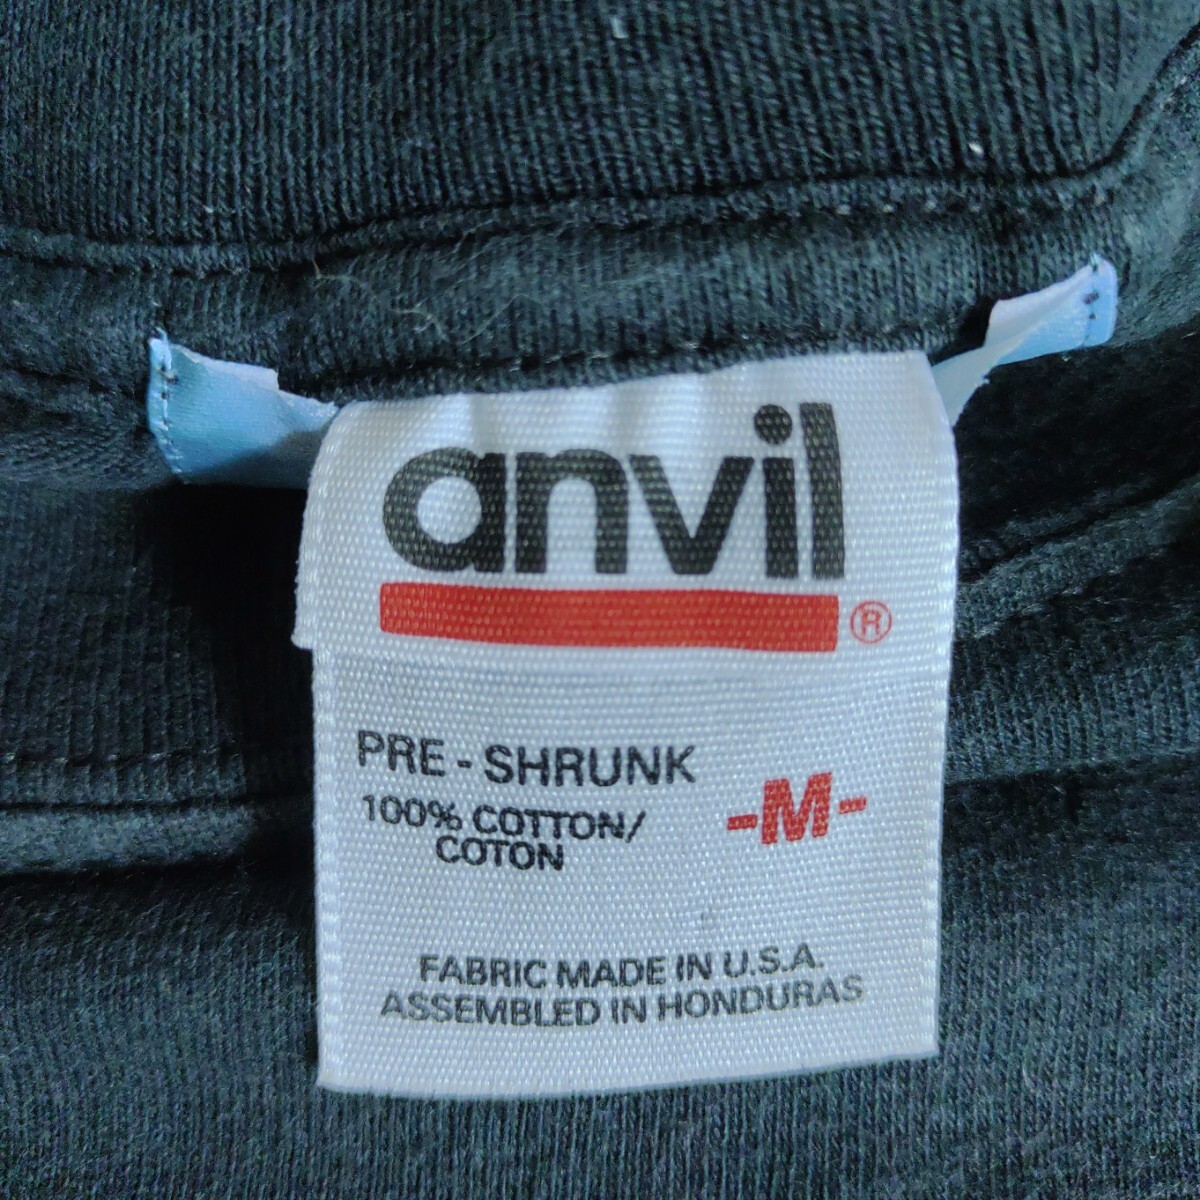 anvil
®
PRE - SHRUNK
100% COTTON/
COTON
-M-
FABRIC MADE IN U.S.A.
ASSEMBLED IN HONDURAS